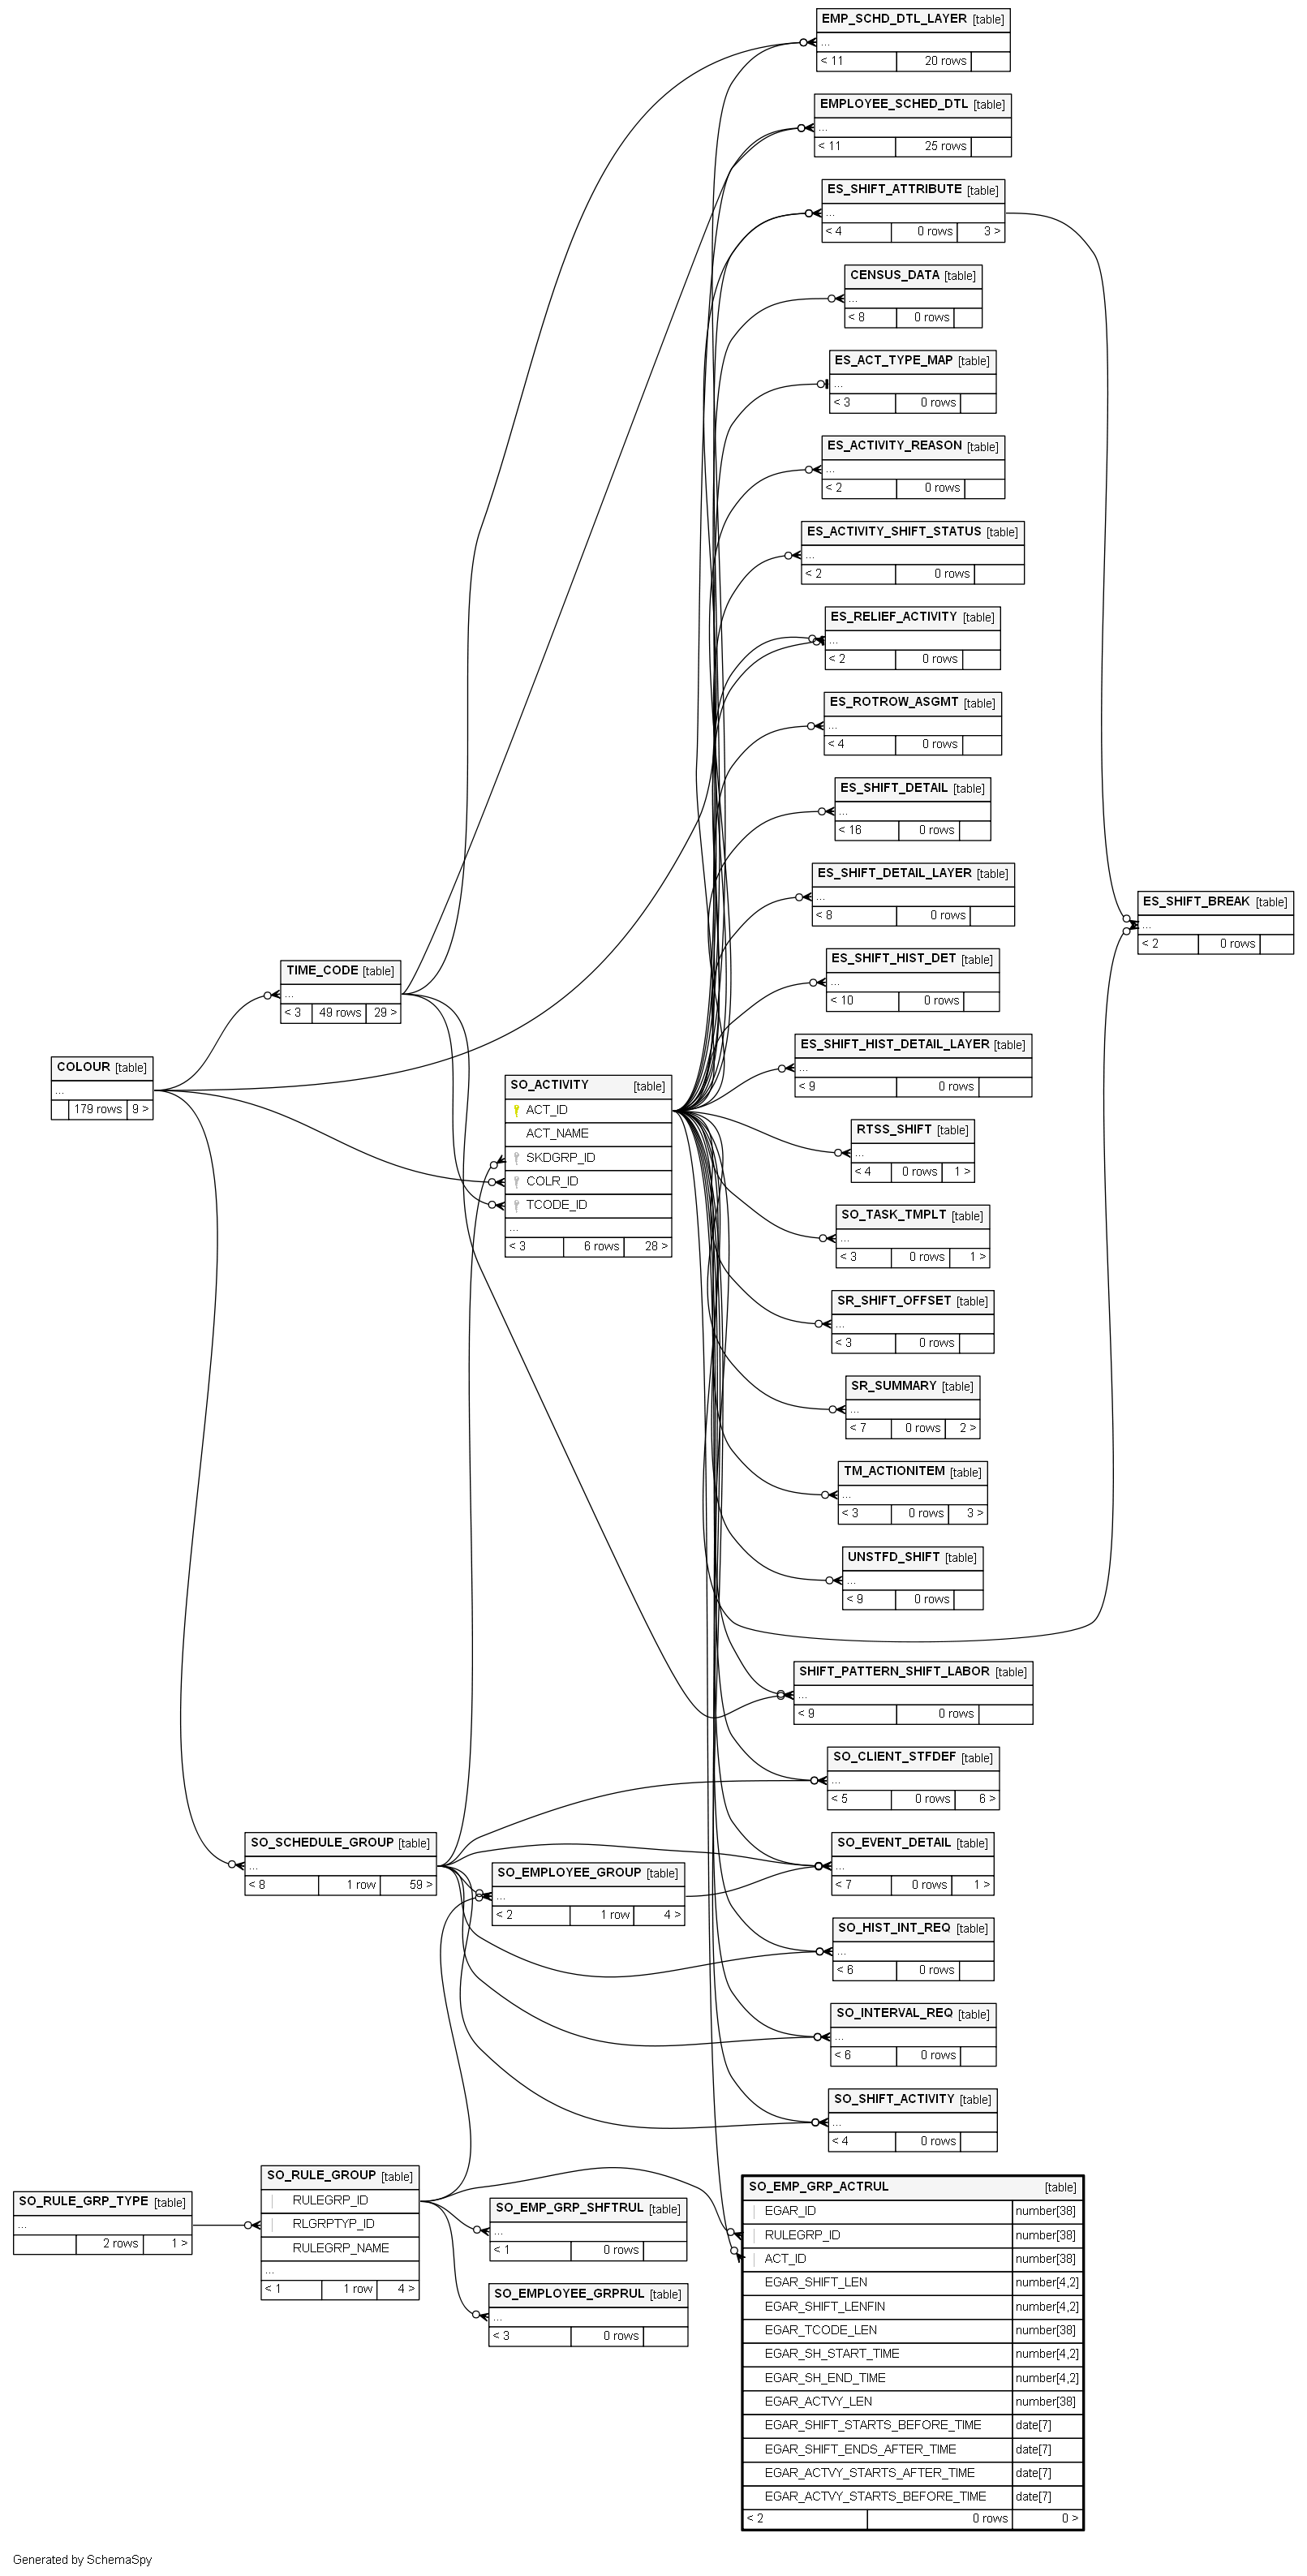 EMP_SCHD_DTL_LAYER [table]
...
< 11 20 rows
EMPLOYEE_SCHED_DTL [table]
...
< 11 25 rows
ES_SHIFT_ATTRIBUTE [table]
...
< 4 0 rows 3 >
CENSUS_DATA [table]
...
< 8 0 rows
ES_ACT_TYPE_MAP [table]
...
< 3 0 rows
ES_ACTIVITY_REASON [table]
...
< 2 0 rows
ES_ACTIVITY_SHIFT_STATUS [table]
...
< 2 0 rows
ES_RELIEF_ACTIVITY [table]
...
< 2 0 rows
ES_ROTROW_ASGMT [table]
...
< 4 0 rows
ES_SHIFT_DETAIL [table]
...
< 16 0 rows
ES_SHIFT_DETAIL_LAYER [table]
...
< 8 0 rows
ES_SHIFT_BREAK [table]
...
< 2 0 rows
ES_SHIFT_HIST_DET [table]
...
< 10 0 rows
TIME_CODE [table]
...
< 3 49 rows 29 >
ES_SHIFT_HIST_DETAIL_LAYER [table]
...
< 9 0 rows
COLOUR [table]
...
179 rows 9 >
SO_ACTIVITY [table]
ACT_ID
ACT_NAME
SKDGRP_ID
COLR_ID
TCODE_ID
...
< 3 6 rows 28 >
RTSS_SHIFT [table]
...
< 4 0 rows 1 >
SO_TASK_TMPLT [table]
...
< 3 0 rows 1 >
SR_SHIFT_OFFSET [table]
...
< 3 0 rows
SR_SUMMARY [table]
...
< 7 0 rows 2 >
TM_ACTIONITEM [table]
...
< 3 0 rows 3 >
UNSTFD_SHIFT [table]
...
< 9 0 rows
SHIFT_PATTERN_SHIFT_LABOR [table]
...
< 9 0 rows
SO_CLIENT_STFDEF [table]
...
< 5 0 rows 6 >
SO_SCHEDULE_GROUP [table]
...
< 8 1 row 59 >
SO_EMPLOYEE_GROUP [table]
...
< 2 1 row 4 >
SO_EVENT_DETAIL [table]
...
< 7 0 rows 1 >
SO_HIST_INT_REQ [table]
...
< 6 0 rows
SO_INTERVAL_REQ [table]
...
< 6 0 rows
SO_SHIFT_ACTIVITY [table]
...
< 4 0 rows
SO_RULE_GRP_TYPE [table]
...
2 rows 1 >
SO_RULE_GROUP [table]
RULEGRP_ID
RLGRPTYP_ID
RULEGRP_NAME
...
< 1 1 row 4 >
SO_EMP_GRP_SHFTRUL [table]
...
< 1 0 rows
SO_EMPLOYEE_GRPRUL [table]
...
< 3 0 rows
SO_EMP_GRP_ACTRUL [table]
EGAR_ID number[38]
RULEGRP_ID number[38]
ACT_ID number[38]
EGAR_SHIFT_LEN number[4,2]
EGAR_SHIFT_LENFIN number[4,2]
EGAR_TCODE_LEN number[38]
EGAR_SH_START_TIME number[4,2]
EGAR_SH_END_TIME number[4,2]
EGAR_ACTVY_LEN number[38]
EGAR_SHIFT_STARTS_BEFORE_TIME date[7]
EGAR_SHIFT_ENDS_AFTER_TIME date[7]
EGAR_ACTVY_STARTS_AFTER_TIME date[7]
EGAR_ACTVY_STARTS_BEFORE_TIME date[7]
< 2 0 rows 0 >
Generated by SchemaSpy